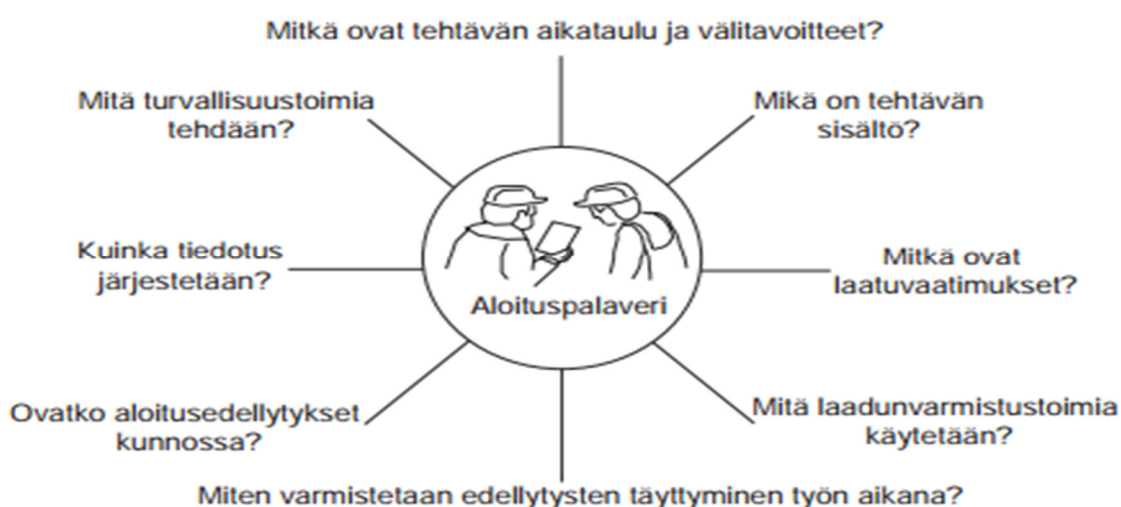 Mitkä ovat tehtävän aikataulu ja välitavoitteet?
Mitä turvallisuustoimia
tehdään?
Mikä on tehtävän
sisältö?
Kuinka tiedotus
järjestetään?
Aloituspalaveri
Mitkä ovat
laatuvaatimukset?
Ovatko aloitusedellytykset
kunnossa?
Mitä laadunvarmistustoimia
käytetään?
Miten varmistetaan edellytysten täyttyminen työn aikana?